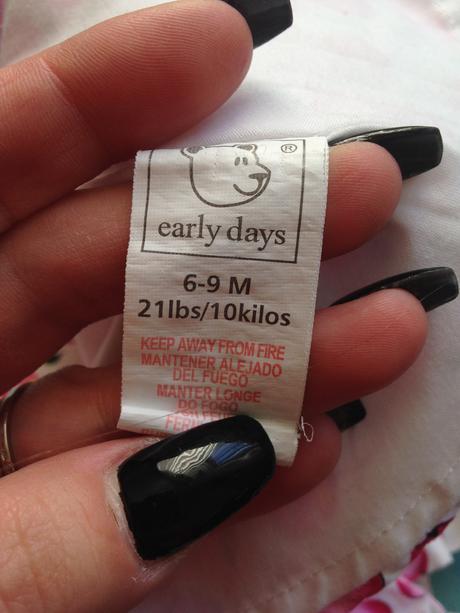 ®
early days
6-9 M
21lbs/10kilos
KEEP AWAY FROM FIRE
MANTENER ALEJADO
DEL FUEGO
MANTER LONGE
DO FOGO